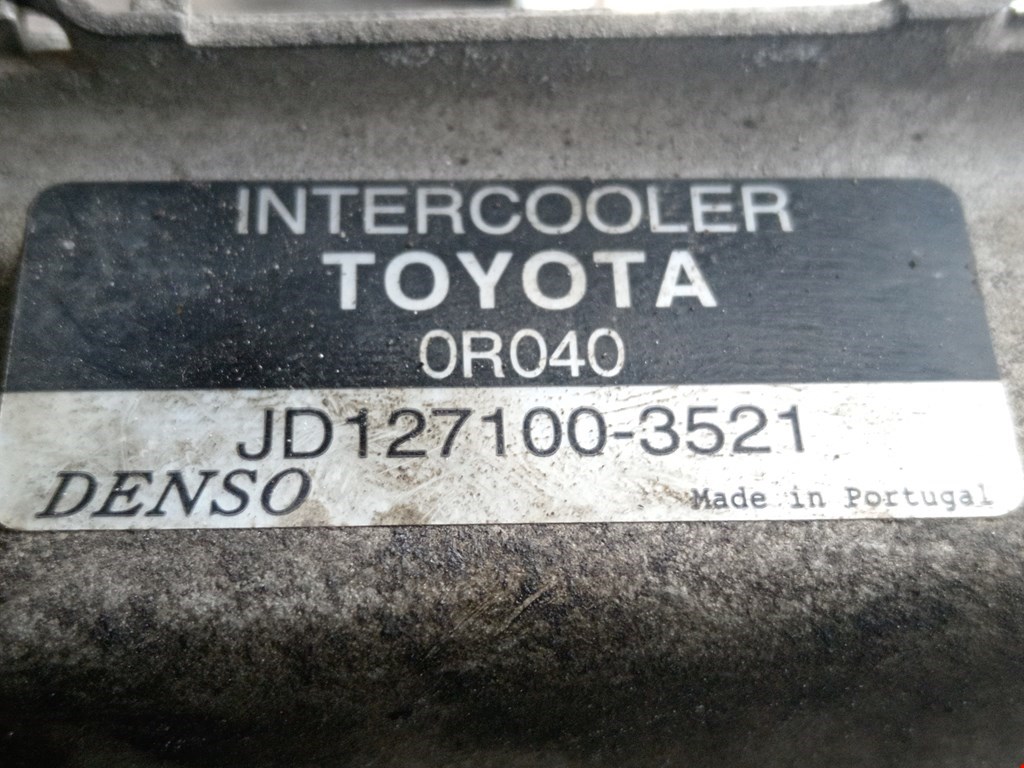 INTERCOOLER
TOYOTA
0R040
JD127100-3521
DENSO
Made in Portugal